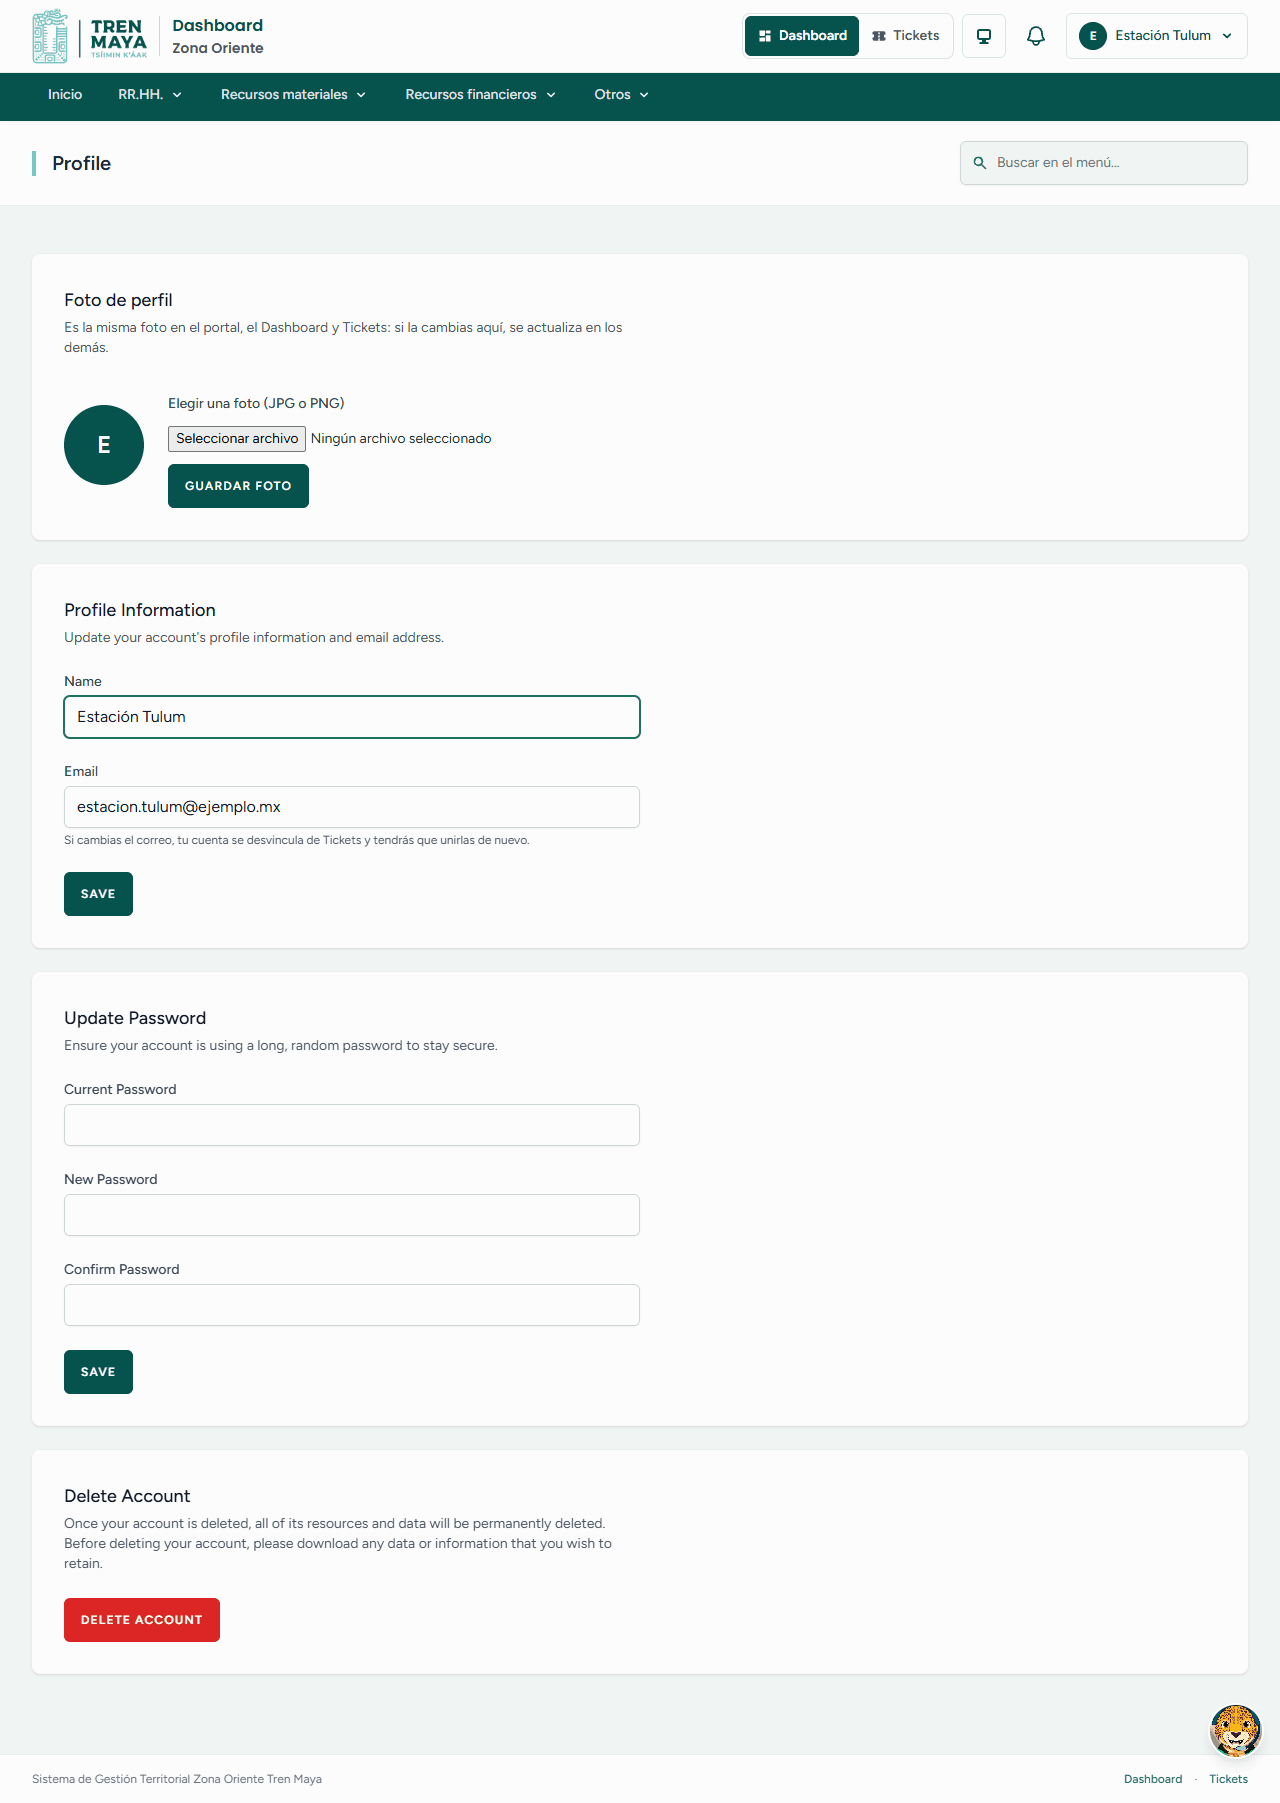 TREN
MAYA
TSÍIMIN K'ÁAK
Dashboard
Zona Oriente
Dashboard
Tickets
E
Estación Tulum
Inicio
RR.HH.
Recursos materiales
Recursos financieros
Otros
Profile
Buscar en el menú...
Foto de perfil
Es la misma foto en el portal, el Dashboard y Tickets: si la cambias aquí, se actualiza en los
demás.
E
Elegir una foto (JPG o PNG)
Seleccionar archivo
Ningún archivo seleccionado
GUARDAR FOTO
Profile Information
Update your account's profile information and email address.
Name
Estación Tulum
Email
estacion.tulum@ejemplo.mx
Si cambias el correo, tu cuenta se desvincula de Tickets y tendrás que unirlas de nuevo.
SAVE
Update Password
Ensure your account is using a long, random password to stay secure.
Current Password
New Password
Confirm Password
SAVE
Delete Account
Once your account is deleted, all of its resources and data will be permanently deleted.
Before deleting your account, please download any data or information that you wish to
retain.
DELETE ACCOUNT
Sistema de Gestión Territorial Zona Oriente Tren Maya
Dashboard · Tickets